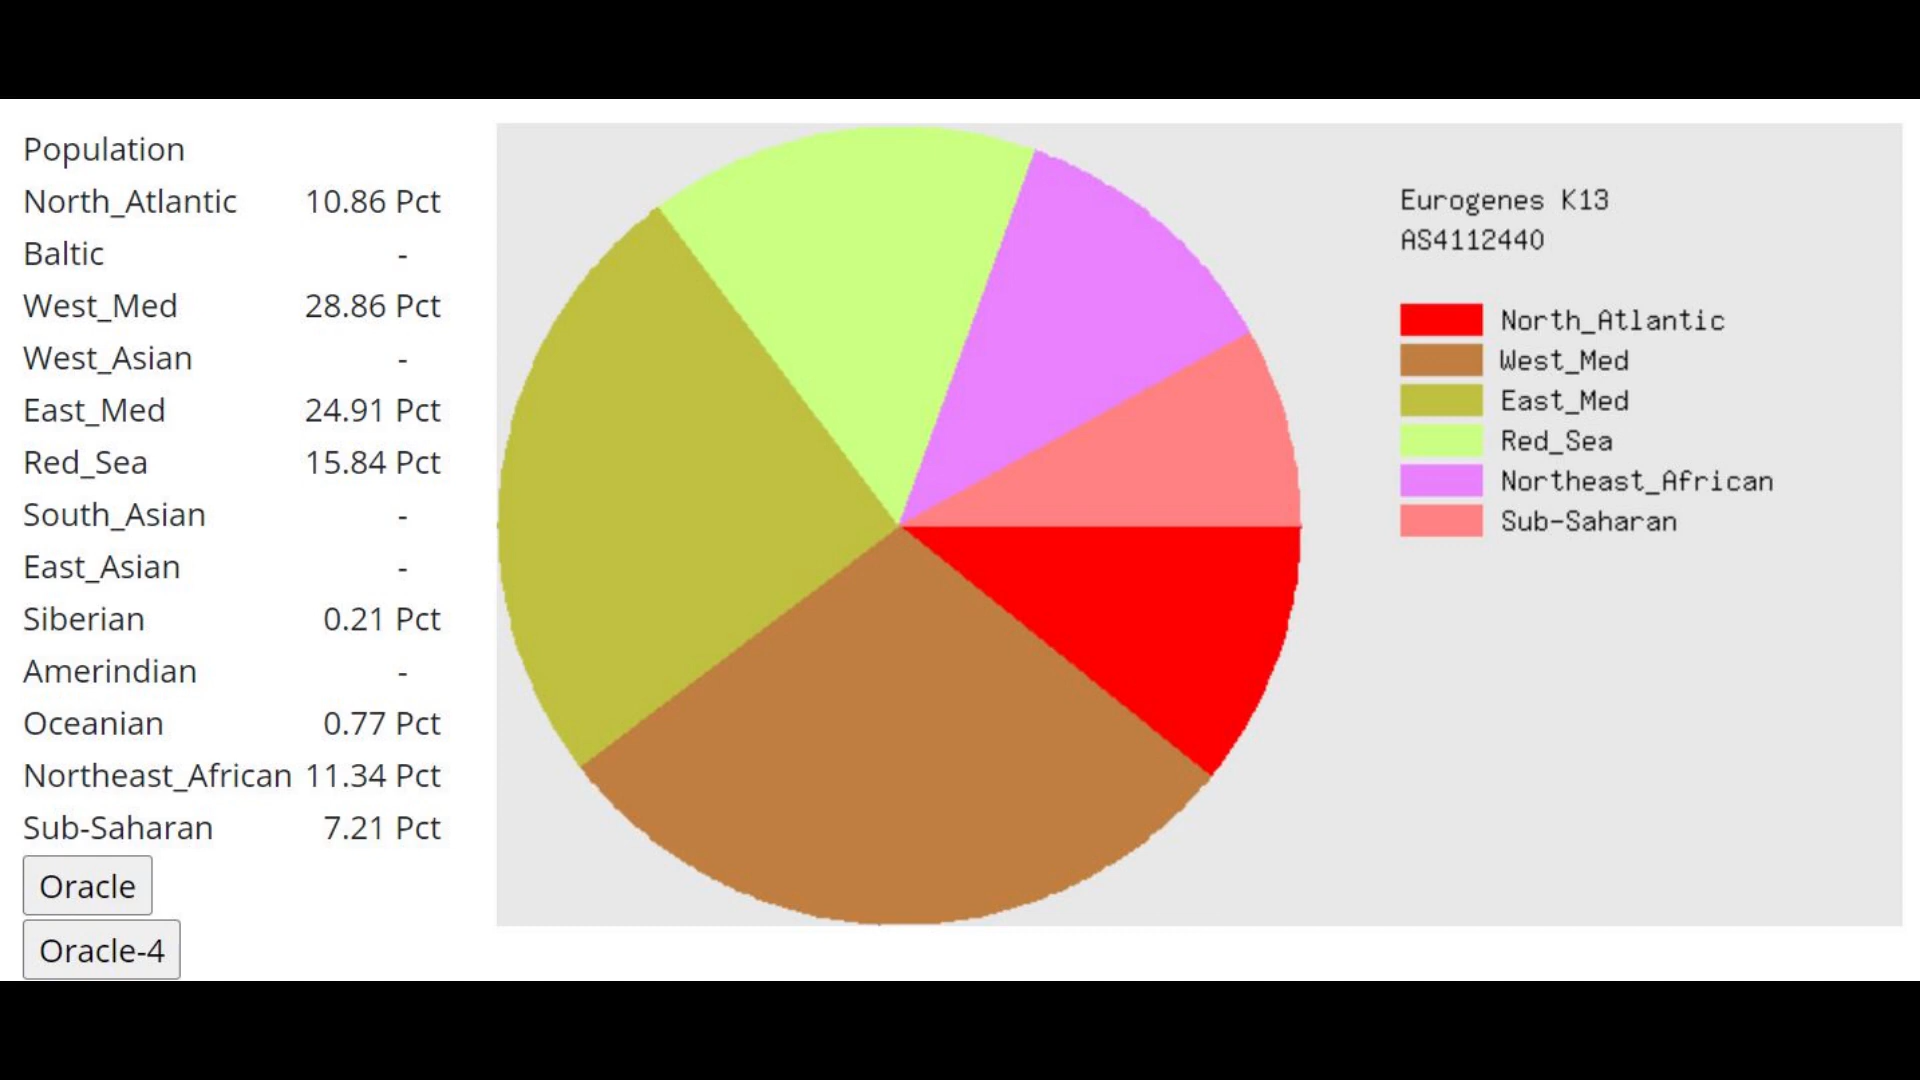 Population
North_Atlantic 10.86 Pct
Baltic -
West_Med 28.86 Pct
West_Asian -
East_Med 24.91 Pct
Red_Sea 15.84 Pct
South_Asian -
East_Asian -
Siberian 0.21 Pct
Amerindian -
Oceanian 0.77 Pct
Northeast_African 11.34 Pct
Sub-Saharan 7.21 Pct
Oracle
Oracle-4
Eurogenes K13
AS4112440
North_Atlantic
West_Med
East_Med
Red_Sea
Northeast_African
Sub-Saharan